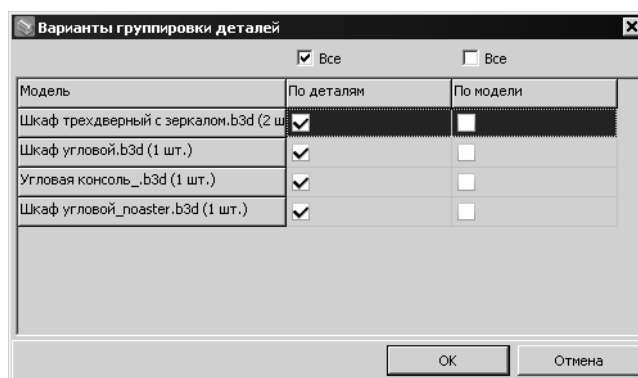 Варианты группировки деталей
Все Все
Модель По деталям По модели
Шкаф трехдверный с зеркалом.b3d (2 ш
Шкаф угловой.b3d (1 шт.)
Угловая консоль_.b3d (1 шт.)
Шкаф угловой_noaster.b3d (1 шт.)
OK Отмена